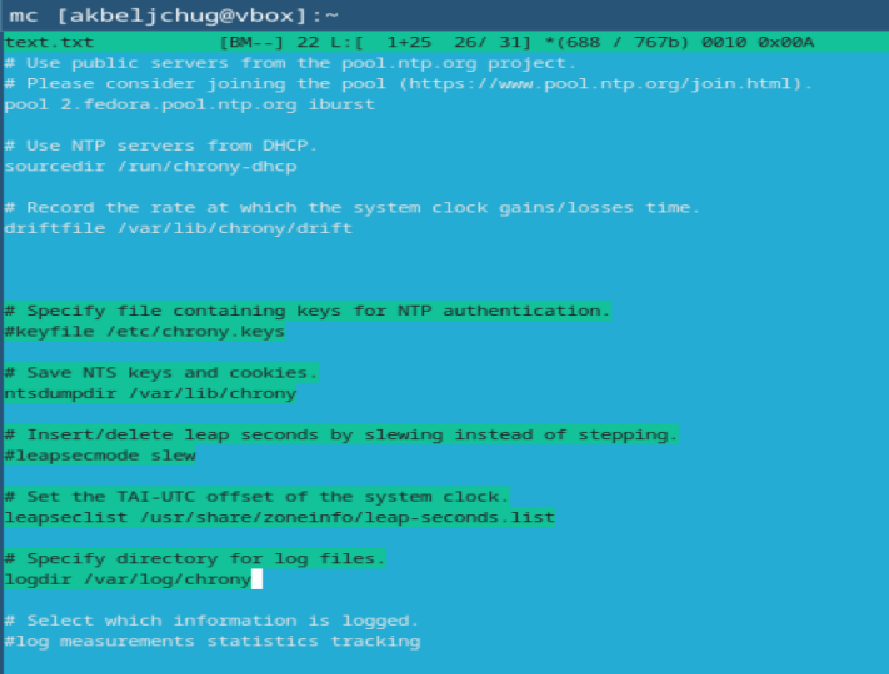 mc [akbeljchug@vbox]:~
text.txt [BM--] 22 L:[ 1+25 26/ 31] *(688 / 767b) 0010 0x00A
# Use public servers from the pool.ntp.org project.
# Please consider joining the pool (https://www.pool.ntp.org/join.html).
pool 2.fedora.pool.ntp.org iburst
# Use NTP servers from DHCP.
sourcedir /run/chrony-dhcp
# Record the rate at which the system clock gains/losses time.
driftfile /var/lib/chrony/drift
# Specify file containing keys for NTP authentication.
#keyfile /etc/chrony.keys
# Save NTS keys and cookies.
ntsdumpdir /var/lib/chrony
# Insert/delete leap seconds by slewing instead of stepping.
#leapsecmode slew
# Set the TAI-UTC offset of the system clock.
leapseclist /usr/share/zoneinfo/leap-seconds.list
# Specify directory for log files.
logdir /var/log/chrony
# Select which information is logged.
#log measurements statistics tracking